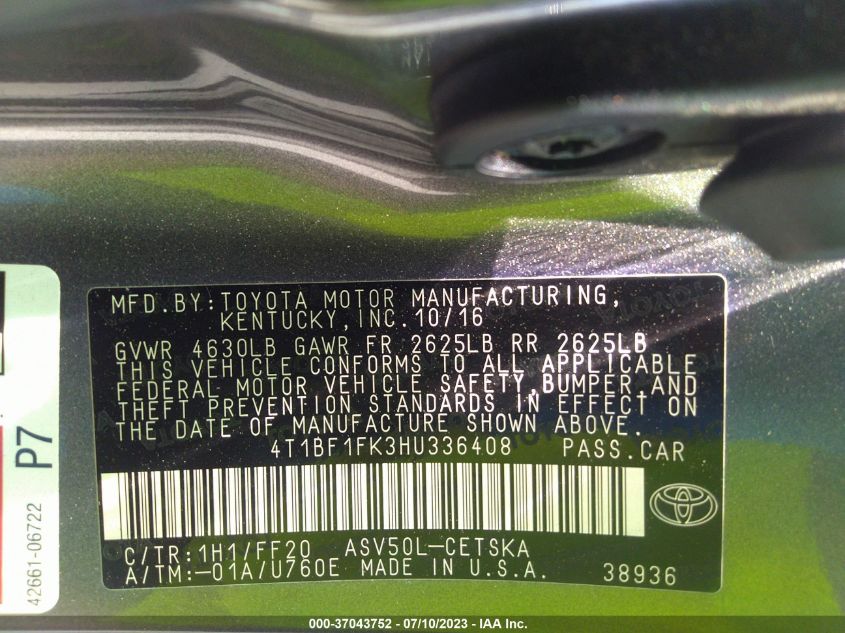 MFD.BY:TOYOTA MOTOR MANUFACTURING,
KENTUCKY,INC.10/16
GVWR 4630LB GAWR FR 2625LB RR 2625LB
THIS VEHICLE CONFORMS TO ALL APPLICABLE
FEDERAL MOTOR VEHICLE SAFETY,BUMPER,AND
THEFT PREVENTION STANDARDS IN EFFECT ON
THE DATE OF MANUFACTURE SHOWN ABOVE.
4T1BF1FK3HU336408 PASS.CAR
C/TR:1H1/FF20 ASV50L-CETSKA
A/TM:-01A/U760E MADE IN U.S.A. 38936
P7
42661-06722
000-37043752 - 07/10/2023 - IAA Inc.